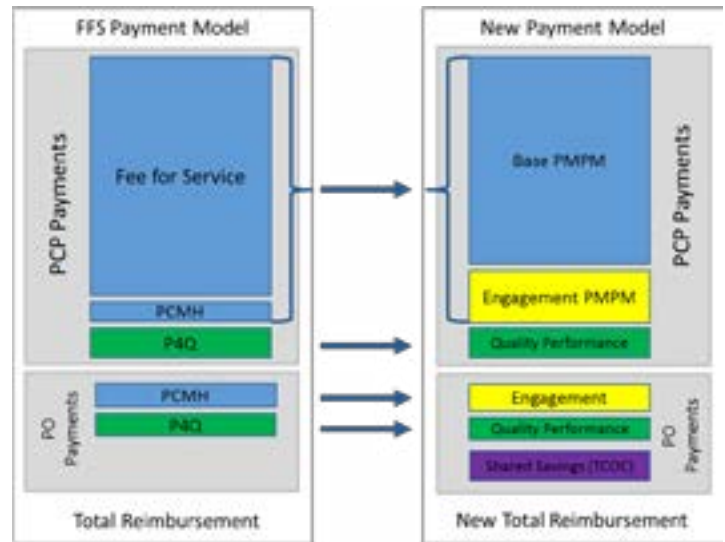 FFS Payment Model
PCP Payments
Fee for Service
PCMH
P4Q
PO
Payments
PCMH
P4Q
Total Reimbursement
New Payment Model
Base PMPM
Engagement PMPM
Quality Performance
PCP Payments
Engagement
Quality Performance
Shared Savings (TCOC)
PO
Payments
New Total Reimbursement